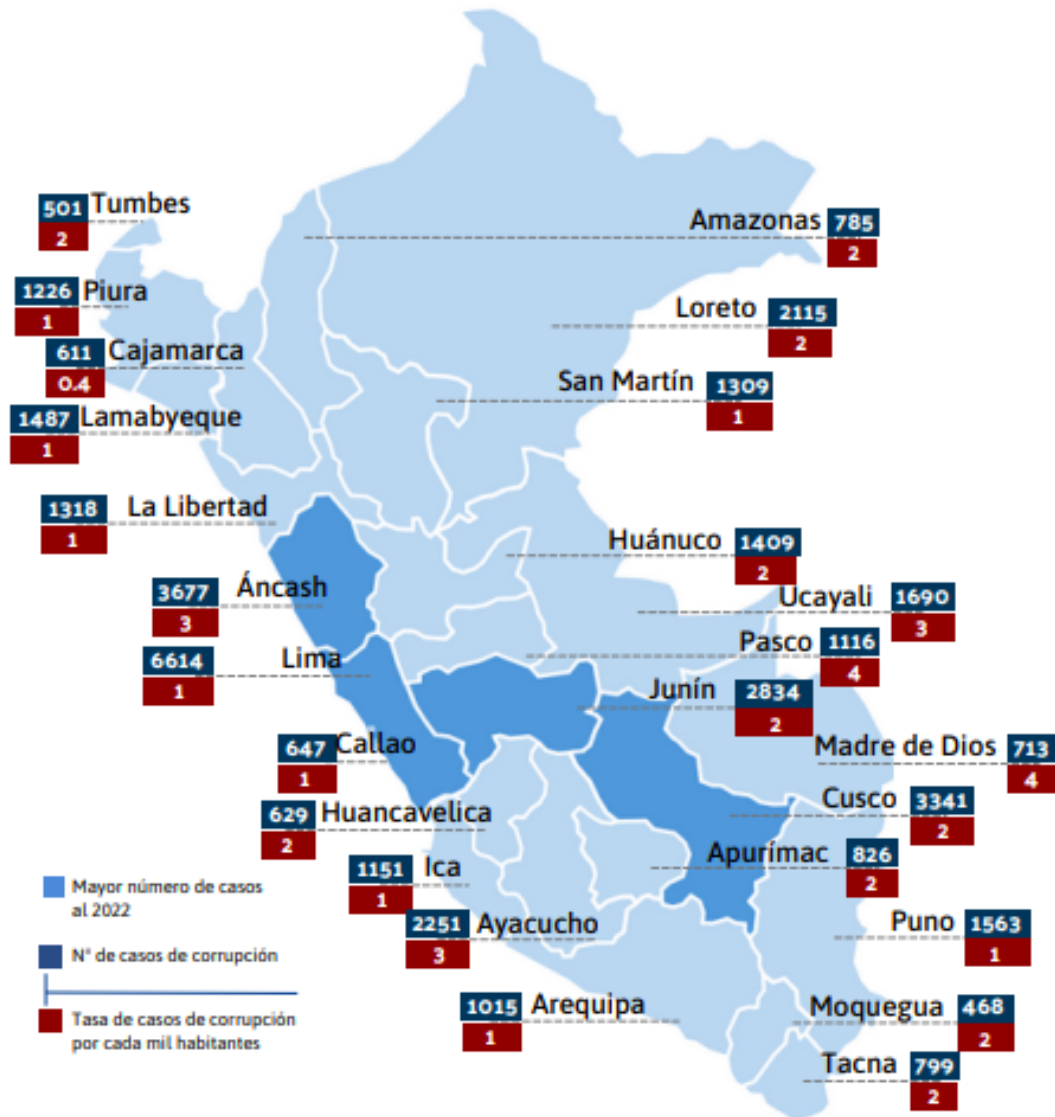 501 Tumbes
2
Amazonas 785
2
1226 Piura
1
Loreto 2115
2
611 Cajamarca
0.4
San Martín 1309
1
1487 Lamabyeque
1
1318 La Libertad
1
Huánuco 1409
2
3677 Áncash
3
Ucayali 1690
3
6614 Lima
1
Pasco 1116
4
Junín 2834
2
647 Callao
1
Madre de Dios 713
4
629 Huancavelica
2
Cusco 3341
2
1151 Ica
1
Apurímac 826
2
2251 Ayacucho
3
Puno 1563
1
1015 Arequipa
1
Moquegua 468
2
Tacna 799
2
Mayor número de casos
al 2022
N° de casos de corrupción
Tasa de casos de corrupción
por cada mil habitantes